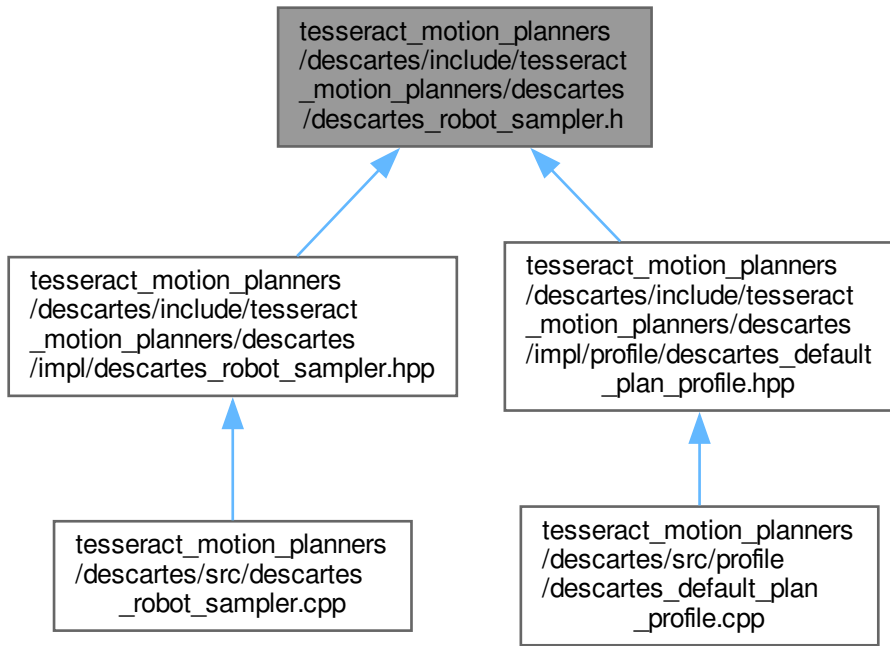 tesseract_motion_planners
/descartes/include/tesseract
_motion_planners/descartes
/descartes_robot_sampler.h
tesseract_motion_planners
/descartes/include/tesseract
_motion_planners/descartes
/impl/descartes_robot_sampler.hpp
tesseract_motion_planners
/descartes/include/tesseract
_motion_planners/descartes
/impl/profile/descartes_default
_plan_profile.hpp
tesseract_motion_planners
/descartes/src/descartes
_robot_sampler.cpp
tesseract_motion_planners
/descartes/src/profile
/descartes_default_plan
_profile.cpp